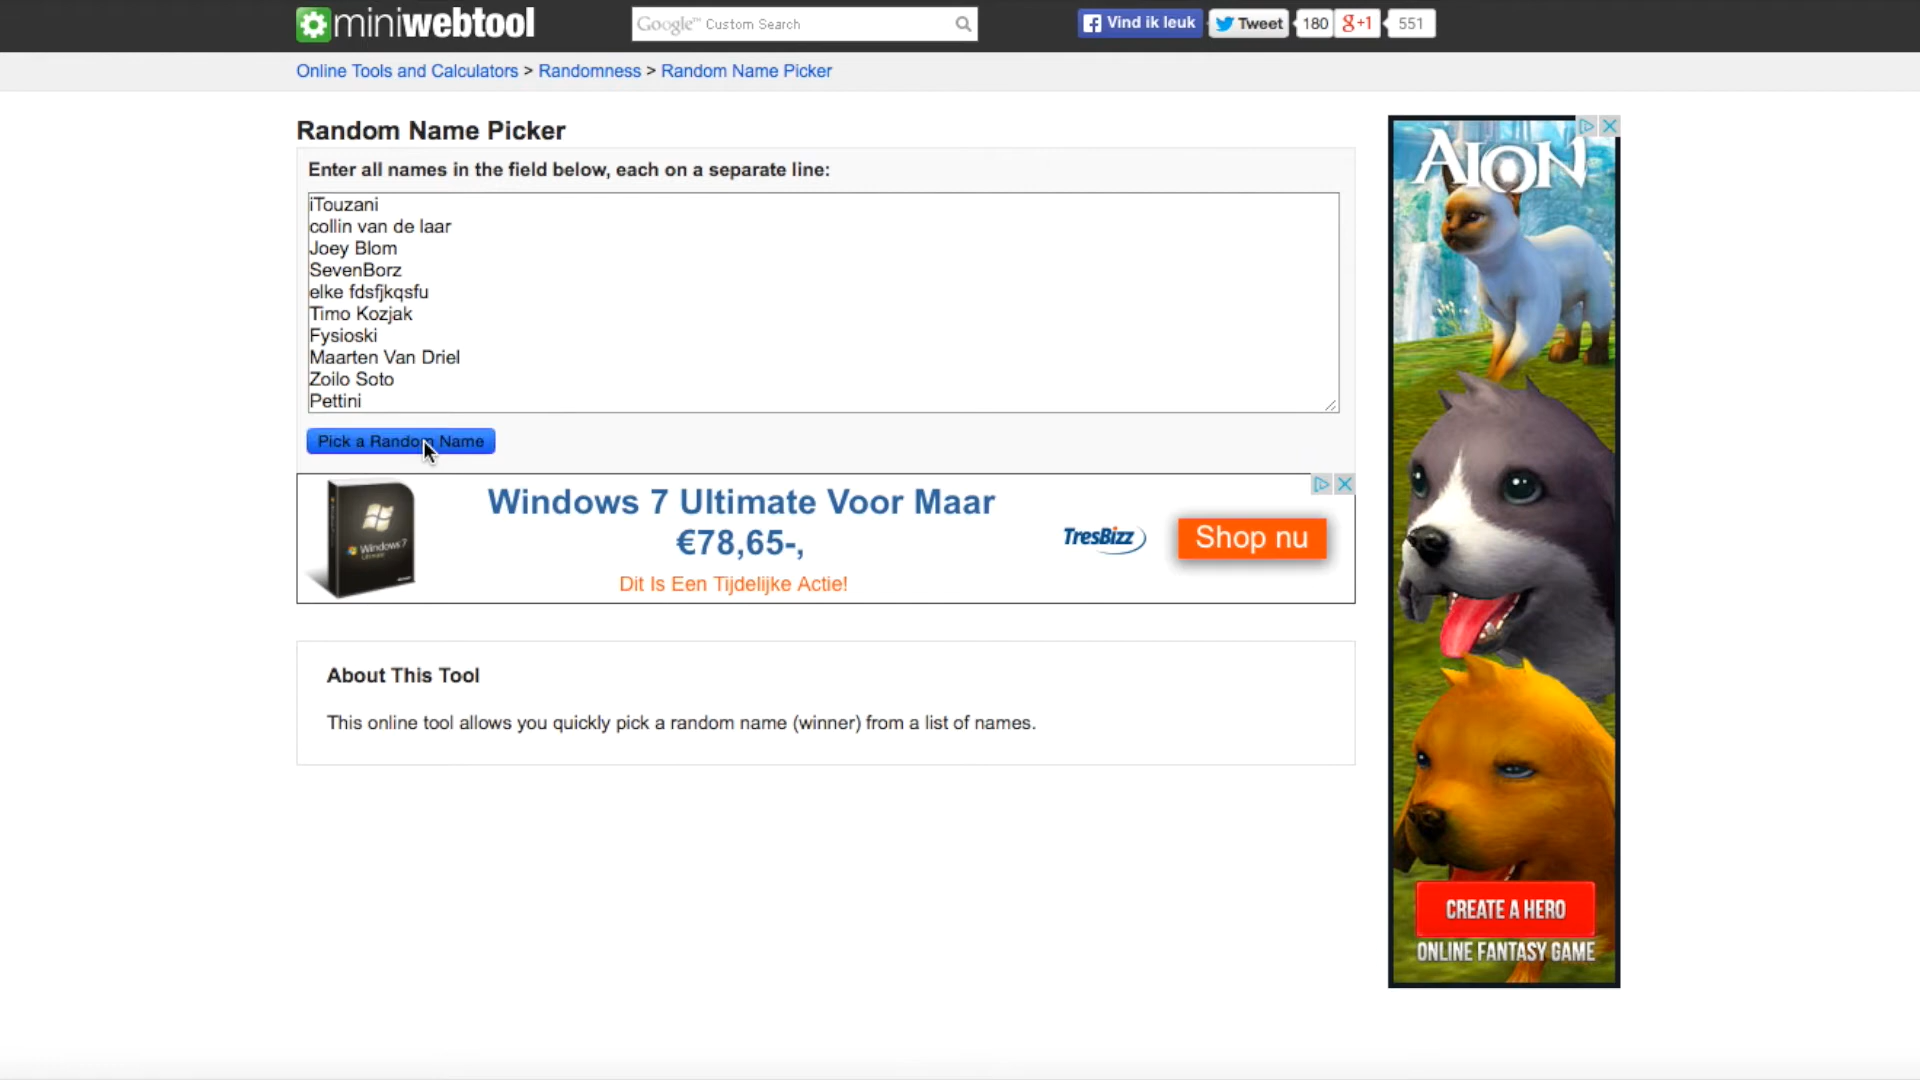 miniwebtool
Google™ Custom Search
Vind ik leuk
Tweet
180
g+1
551
Online Tools and Calculators > Randomness > Random Name Picker
Random Name Picker
Enter all names in the field below, each on a separate line:
iTouzani
collin van de laar
Joey Blom
SevenBorz
elke fdsfjkqsfu
Timo Kozjak
Fysioski
Maarten Van Driel
Zoilo Soto
Pettini
Pick a Random Name
Windows 7 Ultimate Voor Maar
€78,65-,
Dit Is Een Tijdelijke Actie!
Windows 7
TresBizz
Shop nu
About This Tool
This online tool allows you quickly pick a random name (winner) from a list of names.
AION
CREATE A HERO
ONLINE FANTASY GAME